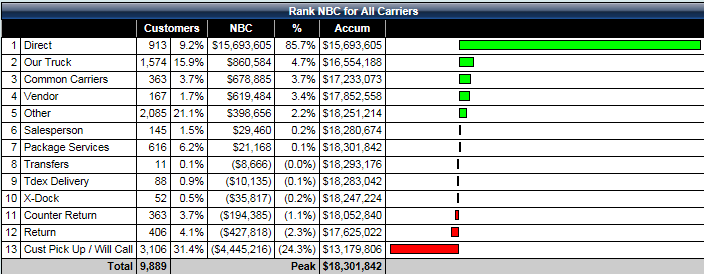 Rank NBC for All Carriers
Customers NBC % Accum
1 Direct 913 9.2% $15,693,605 85.7% $15,693,605
2 Our Truck 1,574 15.9% $860,584 4.7% $16,554,188
3 Common Carriers 363 3.7% $678,885 3.7% $17,233,073
4 Vendor 167 1.7% $619,484 3.4% $17,852,558
5 Other 2,085 21.1% $398,656 2.2% $18,251,214
6 Salesperson 145 1.5% $29,460 0.2% $18,280,674
7 Package Services 616 6.2% $21,168 0.1% $18,301,842
8 Transfers 11 0.1% ($8,666) (0.0%) $18,293,176
9 Tdex Delivery 88 0.9% ($10,135) (0.1%) $18,283,042
10 X-Dock 52 0.5% ($35,817) (0.2%) $18,247,224
11 Counter Return 363 3.7% ($194,385) (1.1%) $18,052,840
12 Return 406 4.1% ($427,818) (2.3%) $17,625,022
13 Cust Pick Up / Will Call 3,106 31.4% ($4,445,216) (24.3%) $13,179,806
Total 9,889 Peak $18,301,842